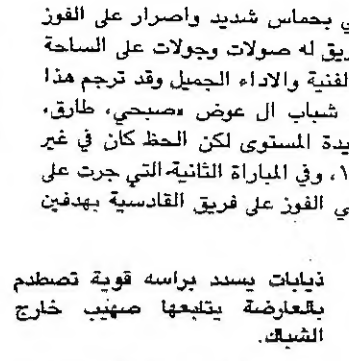 ي بحماس شديد واصرار على الفوز
ريق له صولات وجولات على الساحة
لفنية والاداء الجميل وقد ترجم هذا
شباب ال عوض «صبحي، طارق،
يدة المستوى لكن الحظ كان في غير
١، وفي المباراة الثانية التي جرت على
ي الفوز على فريق القادسية بهدفين
ذيابات يسدد براسه قوية تصطدم
بالعارضة يتابعها صهيب خارج
الشباك.